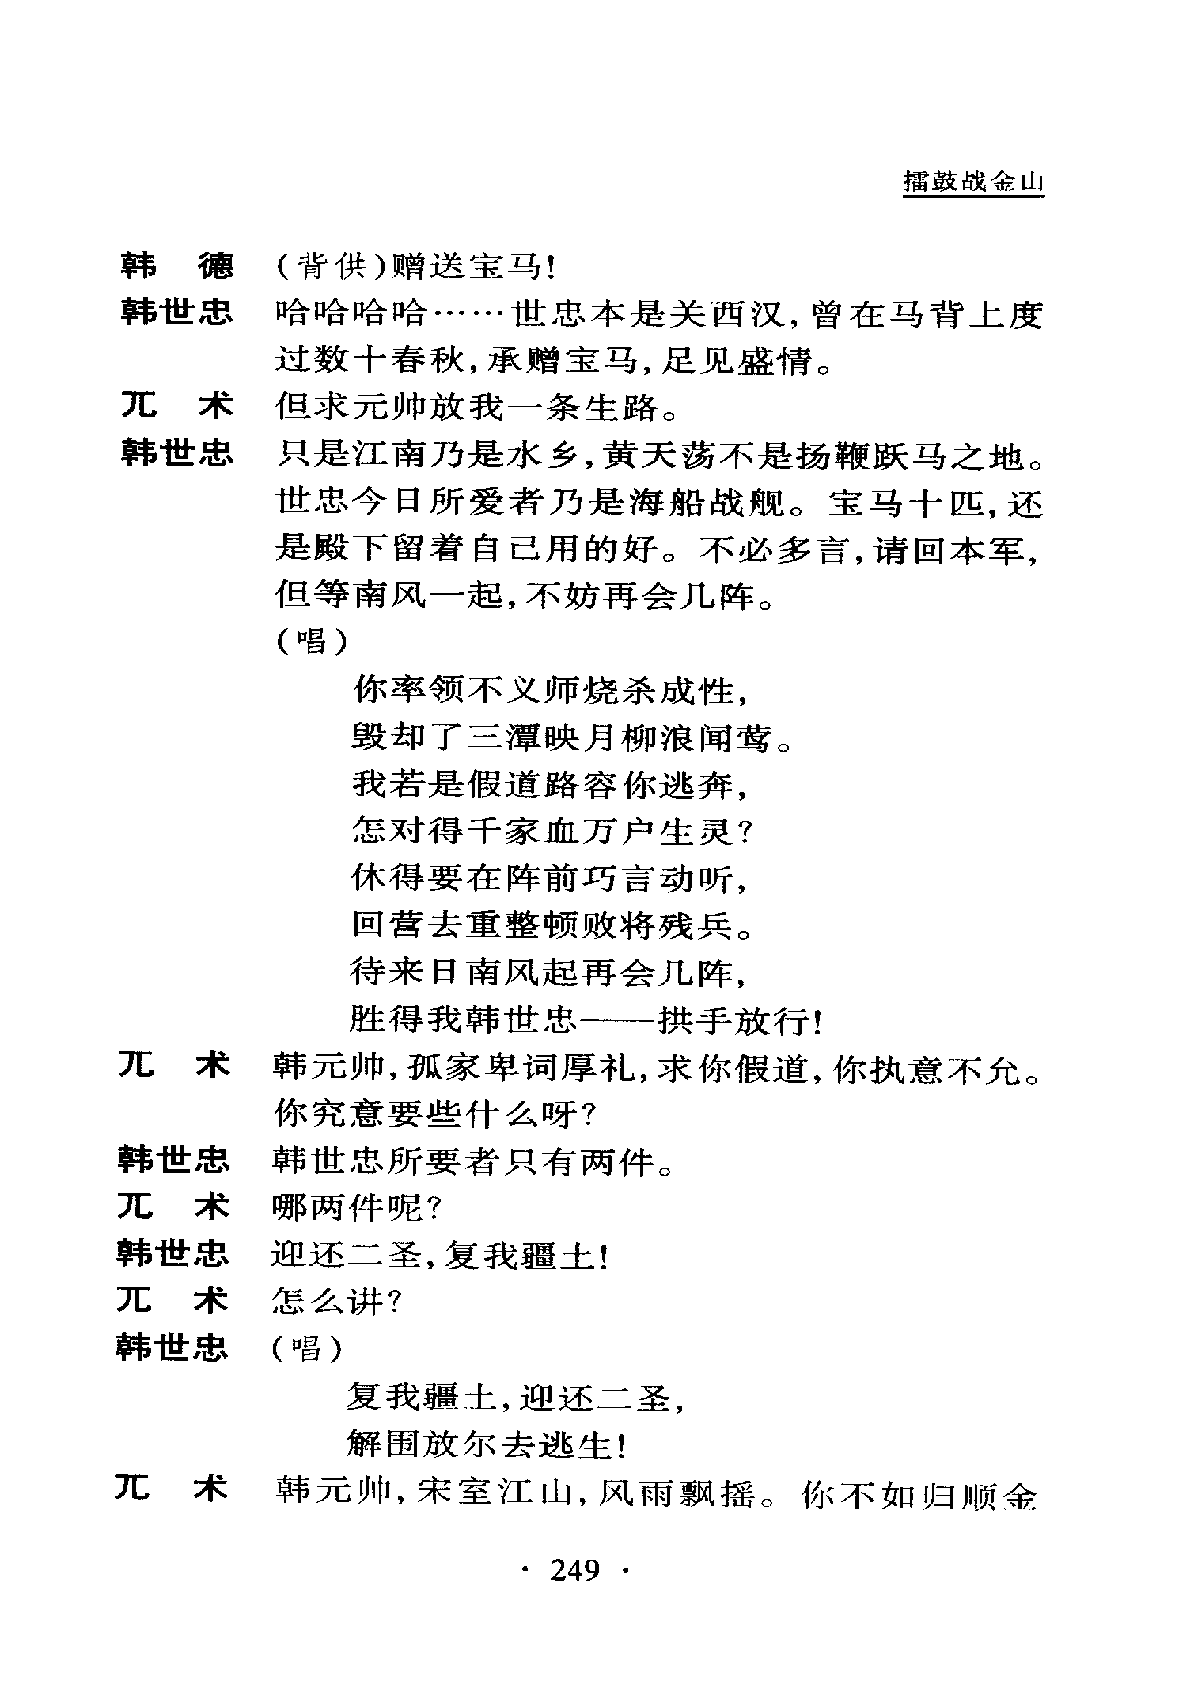 擂鼓战金山
韩　德　（背供）赠送宝马！
韩世忠　哈哈哈哈……世忠本是关西汉，曾在马背上度
过数十春秋，承赠宝马，足见盛情。
兀　术　但求元帅放我一条生路。
韩世忠　只是江南乃是水乡，黄天荡不是扬鞭跃马之地。
世忠今日所爱者乃是海船战舰。宝马十匹，还
是殿下留着自己用的好。不必多言，请回本军，
但等南风一起，不妨再会几阵。
（唱）
你率领不义师烧杀成性，
毁却了三潭映月柳浪闻莺。
我若是假道路容你逃奔，
怎对得千家血万户生灵？
休得要在阵前巧言动听，
回营去重整顿败将残兵。
待来日南风起再会几阵，
胜得我韩世忠——拱手放行！
兀　术　韩元帅，孤家卑词厚礼，求你假道，你执意不允。
你究意要些什么呀？
韩世忠　韩世忠所要者只有两件。
兀　术　哪两件呢？
韩世忠　迎还二圣，复我疆土！
兀　术　怎么讲？
韩世忠　（唱）
复我疆土，迎还二圣，
解围放尔去逃生！
兀　术　韩元帅，宋室江山，风雨飘摇。你不如归顺金
· 249 ·